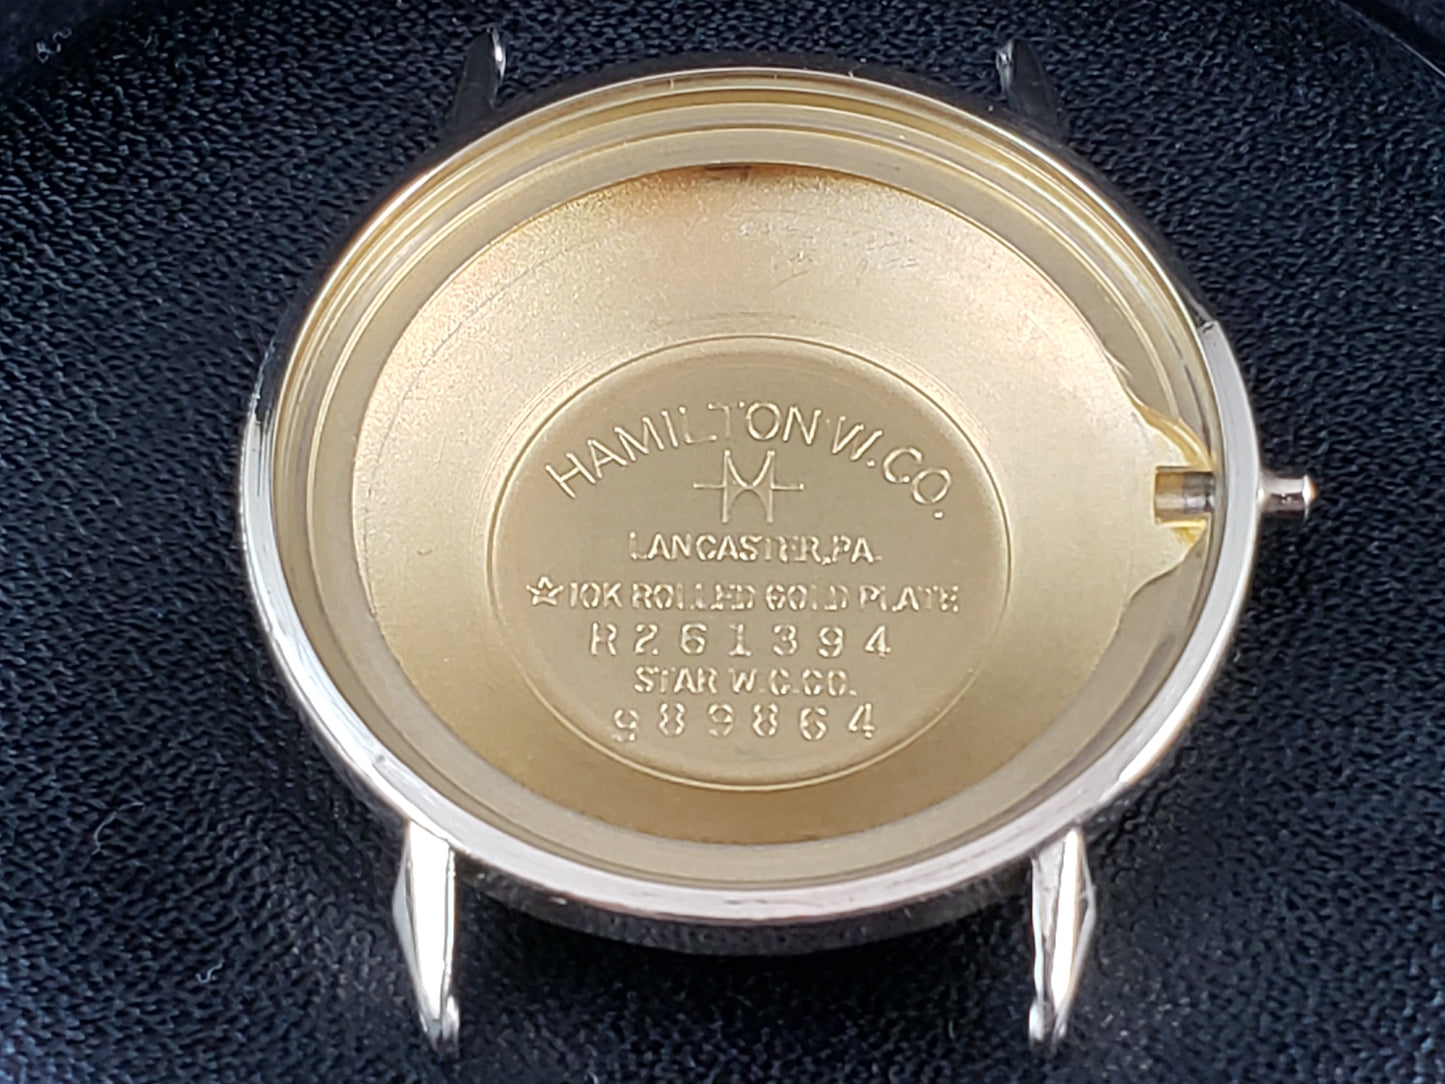 HAMILTON W.CO.
H
LANCASTER,PA.
☆10K ROLLED GOLD PLATE
R261394
STAR W.C.CO.
989864